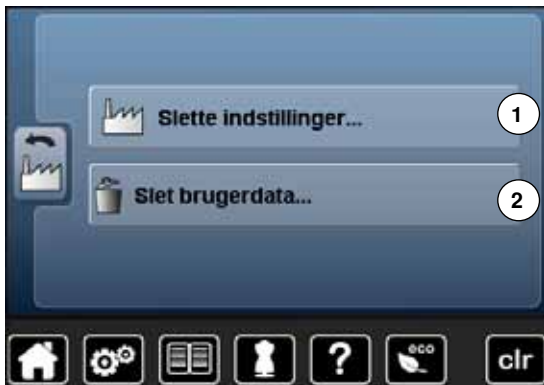 Slette indstillinger...
1
Slet brugerdata...
2
?
eco
clr